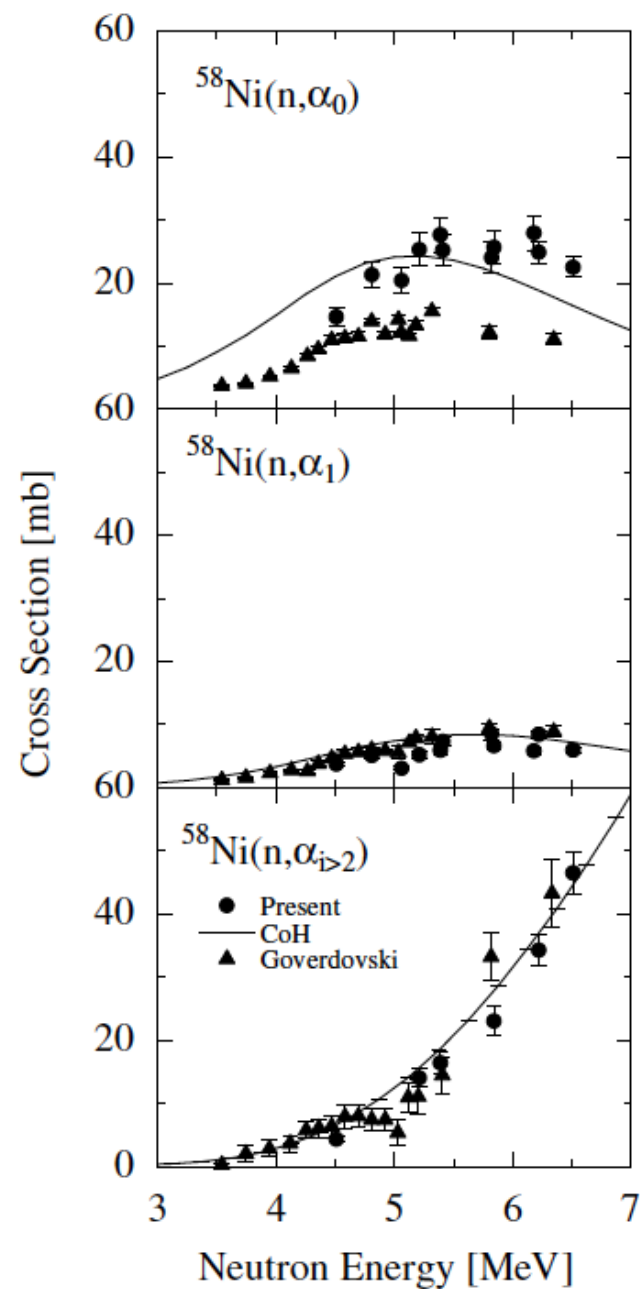 60
⁵⁸Ni(n,α₀)
40
20
60
⁵⁸Ni(n,α₁)
40
20
60
⁵⁸Ni(n,αᵢ>₂)
Present
CoH
Goverdovski
40
20
0
3 4 5 6 7
Neutron Energy [MeV]
Cross Section [mb]